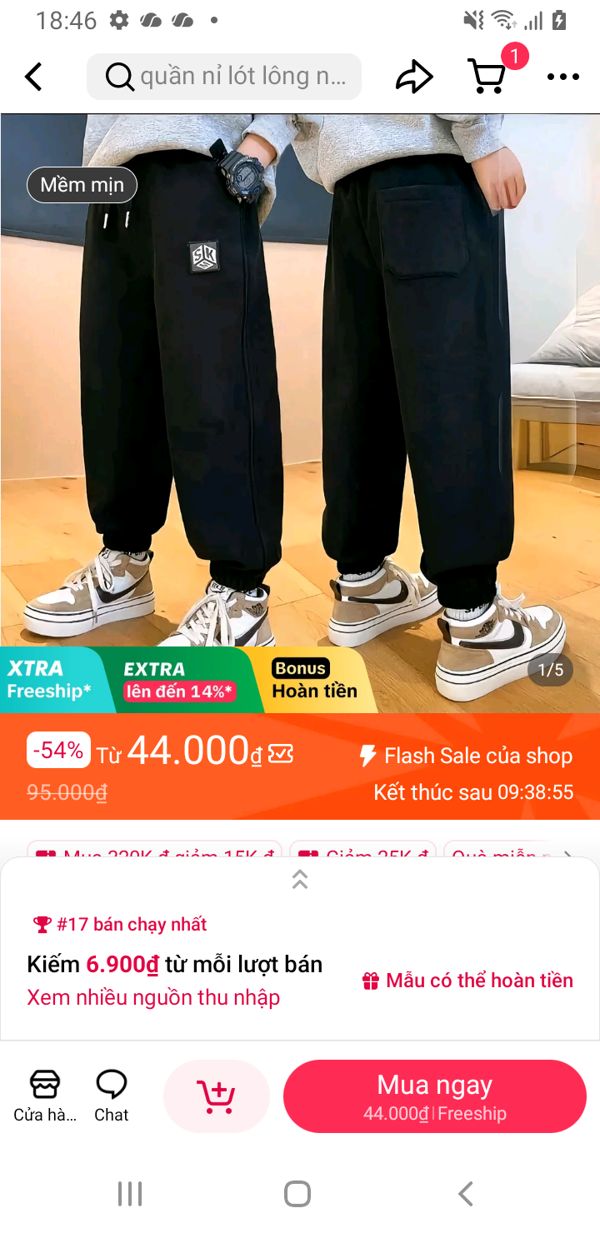 18:46
1
quần nỉ lót lông n...
Mềm mịn
XTRA
Freeship*
EXTRA
lên đến 14%*
Bonus
Hoàn tiền
1/5
-54% Từ 44.000₫
Flash Sale của shop
95.000₫
Kết thúc sau 09:38:55
#17 bán chạy nhất
Kiếm 6.900₫ từ mỗi lượt bán
Mẫu có thể hoàn tiền
Xem nhiều nguồn thu nhập
Cửa hà...
Chat
Mua ngay
44.000₫|Freeship